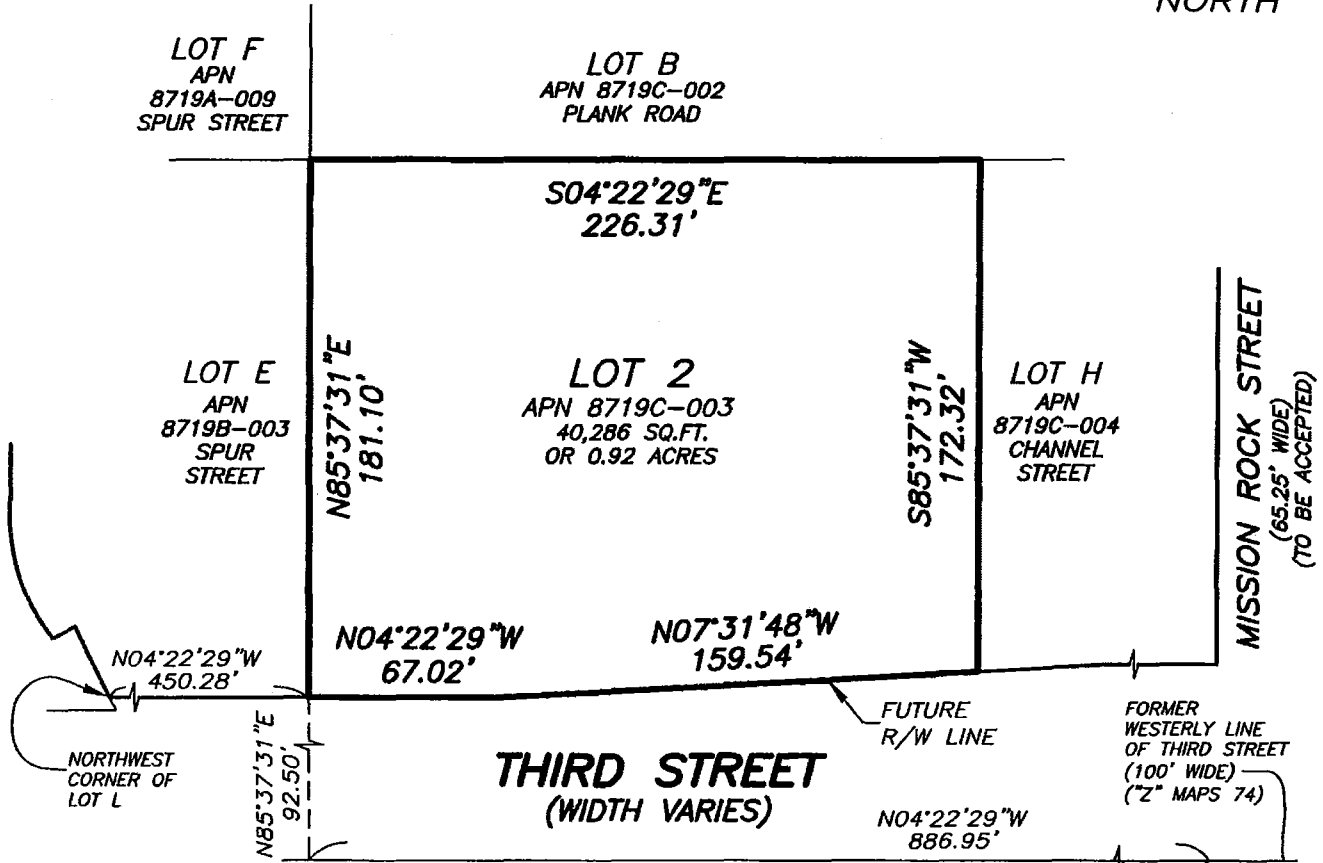 NORTH
LOT F
APN
8719A-009
SPUR STREET
LOT B
APN 8719C-002
PLANK ROAD
S04°22'29"E
226.31'
LOT E
APN
8719B-003
SPUR
STREET
N85°37'31"E
181.10'
LOT 2
APN 8719C-003
40,286 SQ.FT.
OR 0.92 ACRES
S85°37'31"W
172.32'
LOT H
APN
8719C-004
CHANNEL
STREET
MISSION ROCK STREET
(65.25' WIDE)
(TO BE ACCEPTED)
N04°22'29"W
450.28'
N04°22'29"W
67.02'
N07°31'48"W
159.54'
NORTHWEST
CORNER OF
LOT L
N85°37'31"E
92.50'
THIRD STREET
(WIDTH VARIES)
FUTURE
R/W LINE
FORMER
WESTERLY LINE
OF THIRD STREET
(100' WIDE)
("Z" MAPS 74)
N04°22'29"W
886.95'